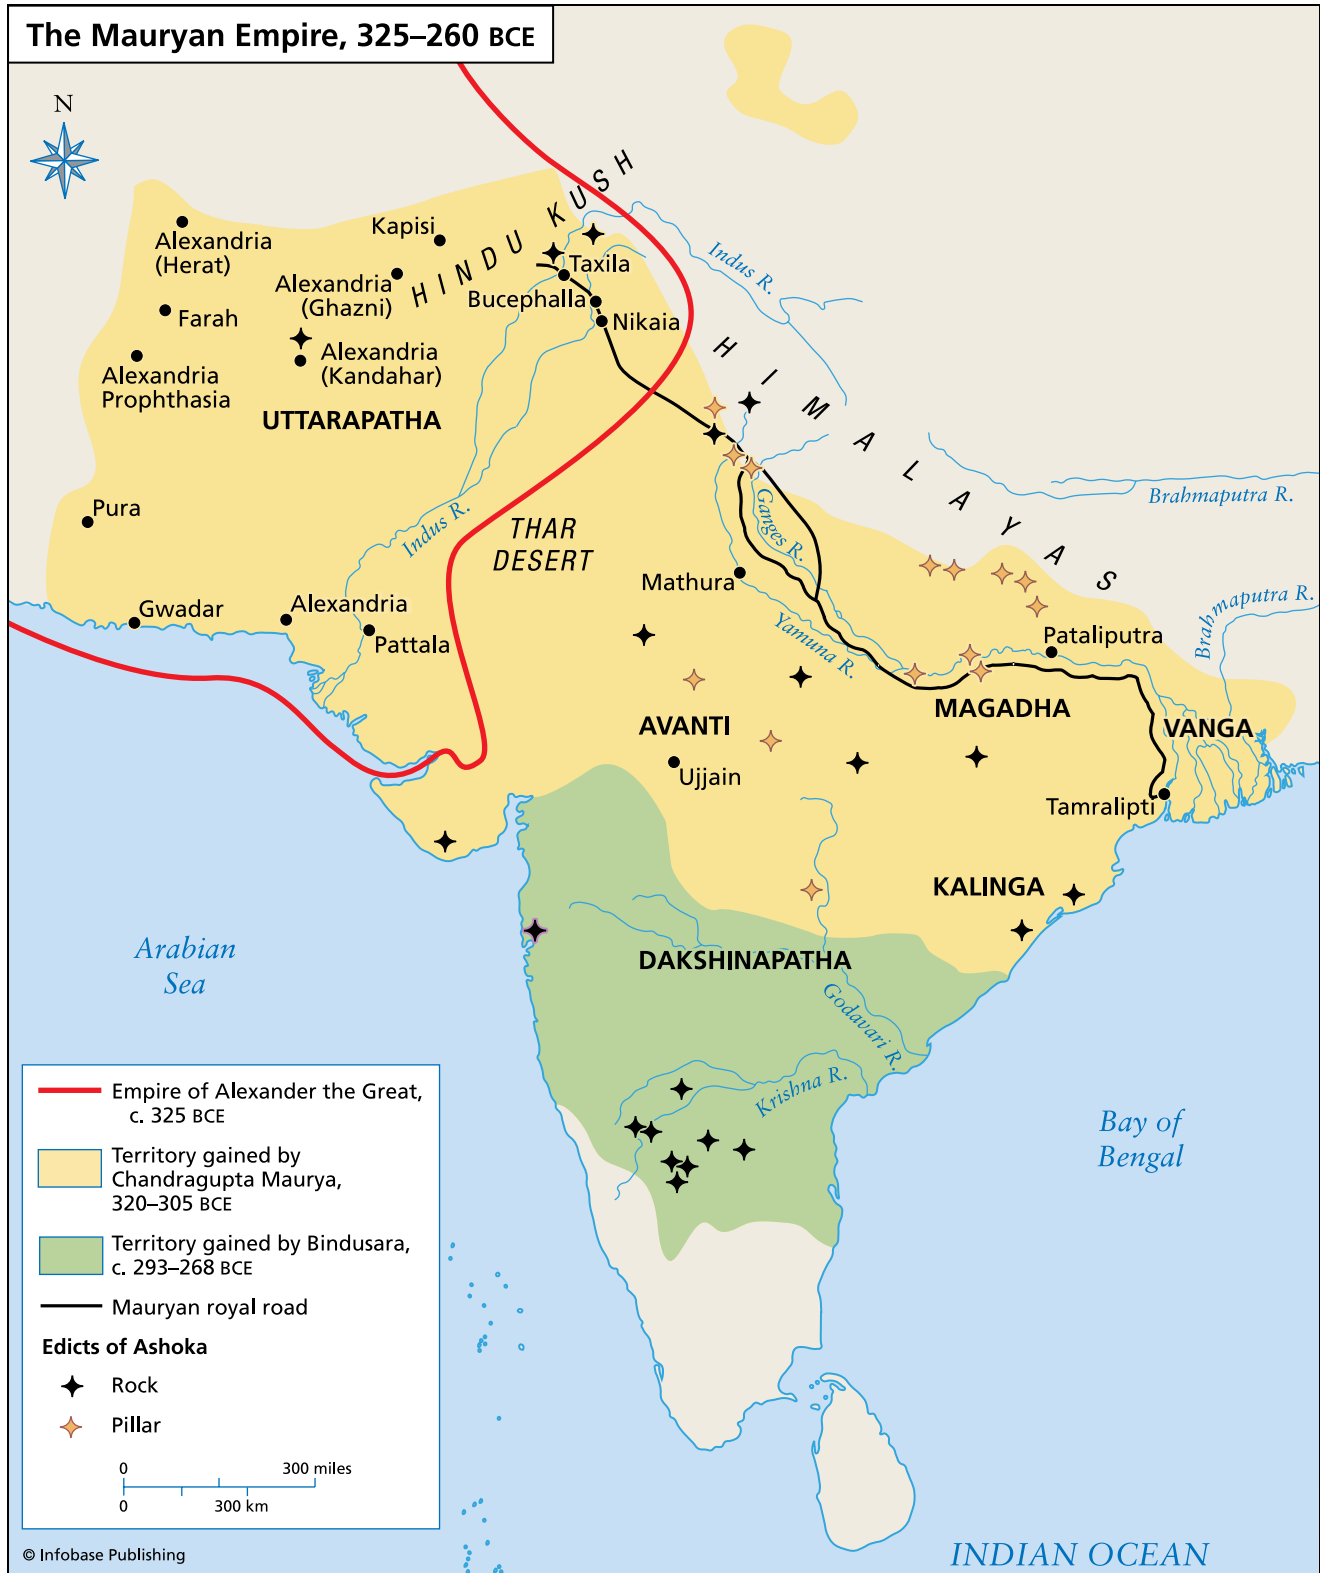 The Mauryan Empire, 325–260 BCE
N
HINDU KUSH
Kapisi
Alexandria
(Herat)
Alexandria
(Ghazni)
Taxila
Indus R.
Bucephalla
Farah
Nikaia
Alexandria
(Kandahar)
Alexandria
Prophthasia
HIMALAYAS
UTTARAPATHA
Brahmaputra R.
Pura
Indus R.
THAR
DESERT
Ganges R.
Mathura
Gwadar
Alexandria
Pattala
Yamuna R.
Brahmaputra R.
Pataliputra
AVANTI
MAGADHA
VANGA
Ujjain
Tamralipti
KALINGA
Arabian
Sea
DAKSHINAPATHA
Godavari R.
Krishna R.
Bay of
Bengal
Empire of Alexander the Great,
c. 325 BCE
Territory gained by
Chandragupta Maurya,
320–305 BCE
Territory gained by Bindusara,
c. 293–268 BCE
Mauryan royal road
Edicts of Ashoka
Rock
Pillar
0 300 miles
0 300 km
© Infobase Publishing
INDIAN OCEAN